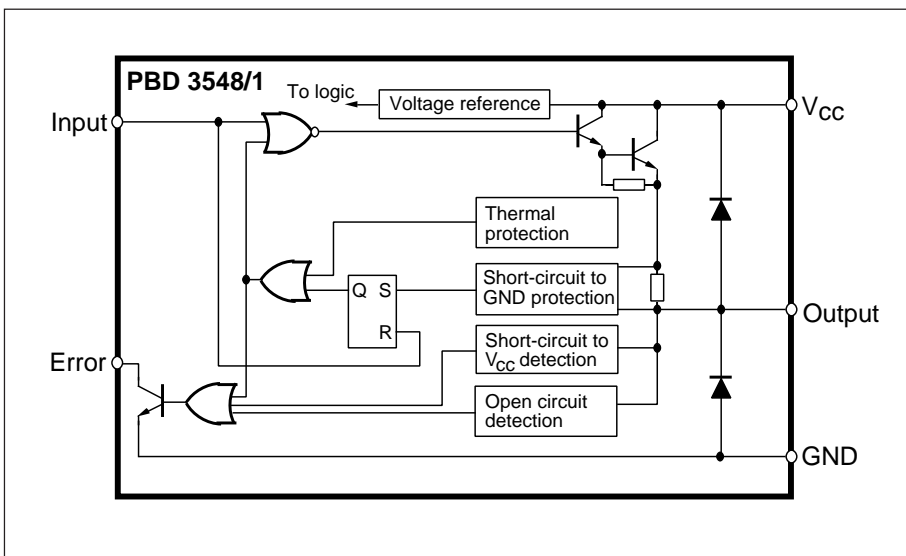 PBD 3548/1
To logic
Voltage reference
VCC
Input
Thermal
protection
Q S
R
Short-circuit to
GND protection
Output
Short-circuit to
VCC detection
Error
Open circuit
detection
GND